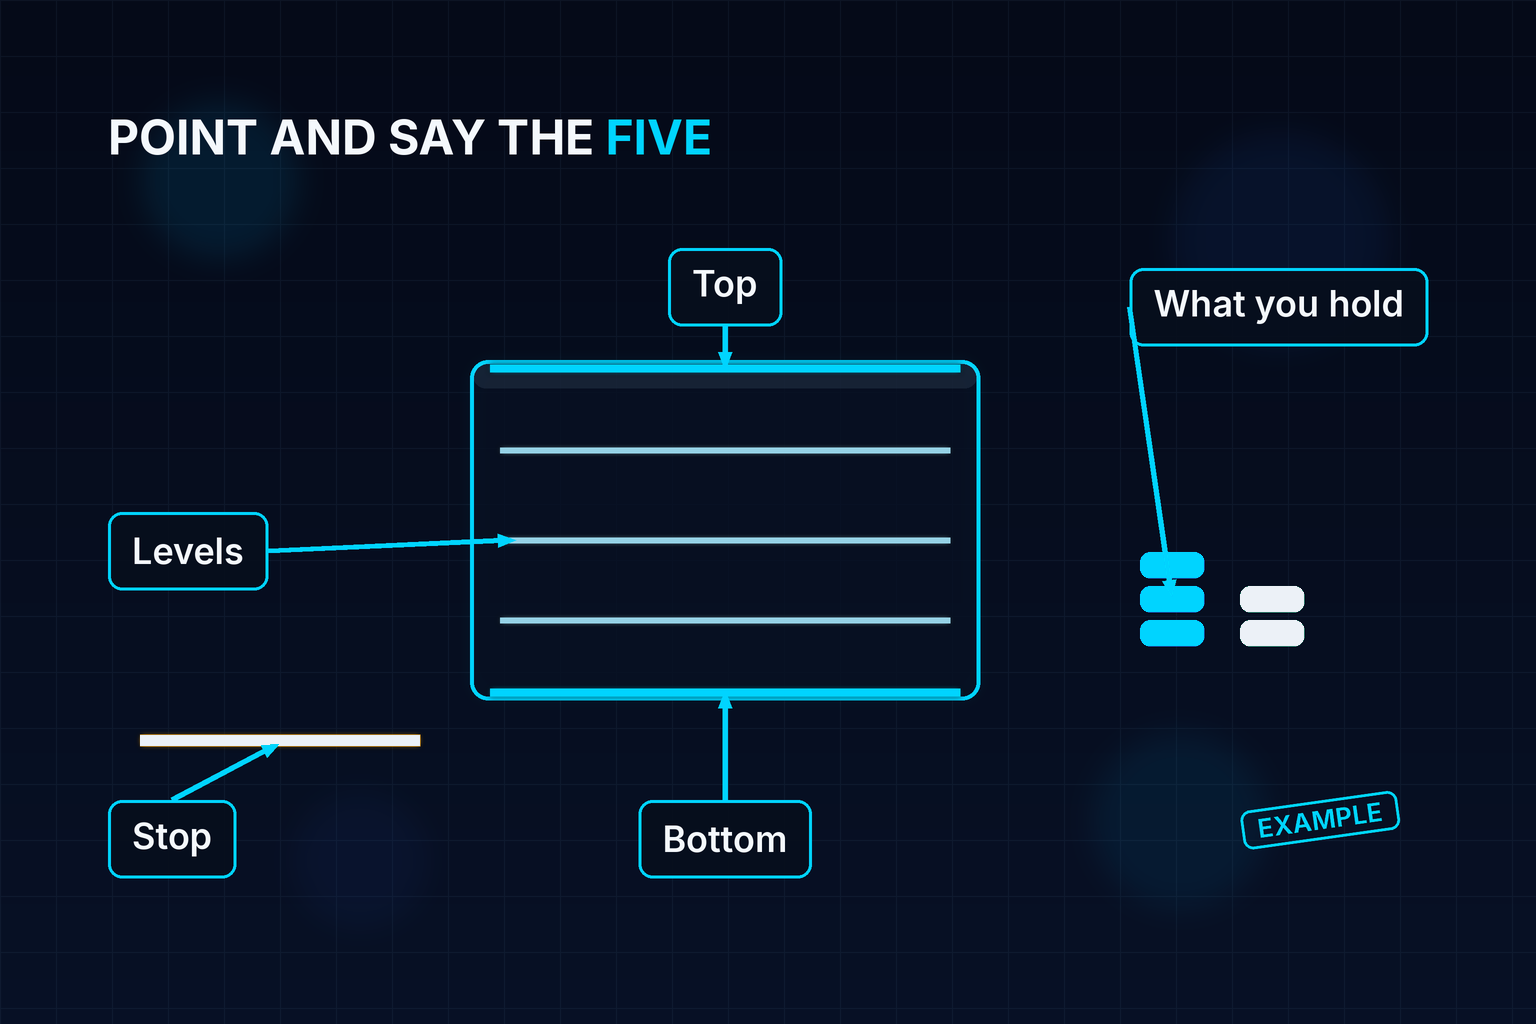 POINT AND SAY THE FIVE
Top
What you hold
Levels
Stop
Bottom
EXAMPLE